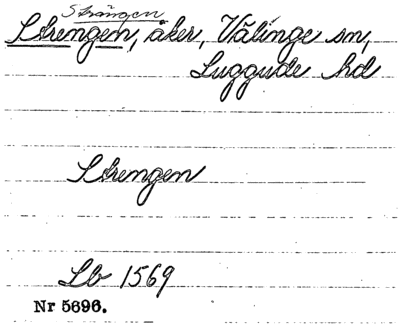 Strängen
Strengen, åker, Välinge sn,
Luggude hd
Strengen
Lb 1569
Nr 5696.